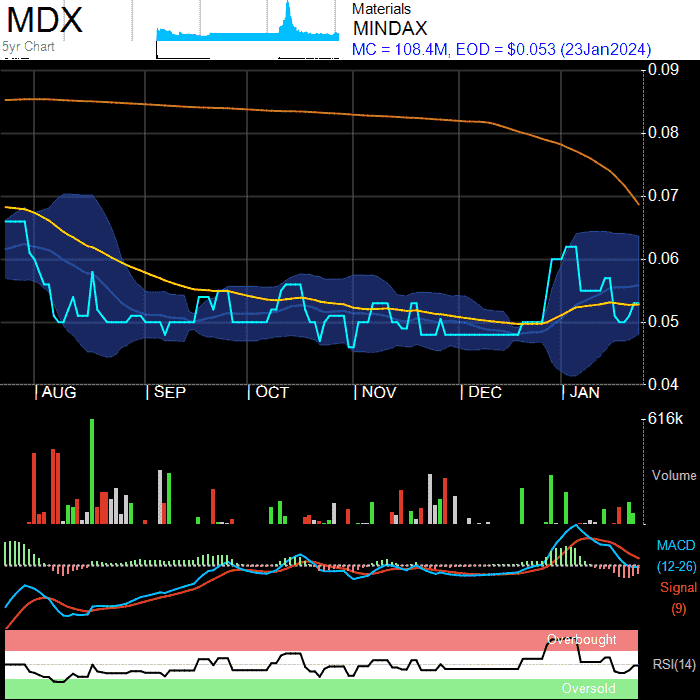 MDX
5yr Chart
Materials
MINDAX
MC = 108.4M, EOD = $0.053 (23Jan2024)
0.09
0.08
0.07
0.06
0.05
0.04
| AUG | SEP | OCT | NOV | DEC | JAN
616k
Volume
MACD
(12-26)
Signal
(9)
Overbought
RSI(14)
Oversold